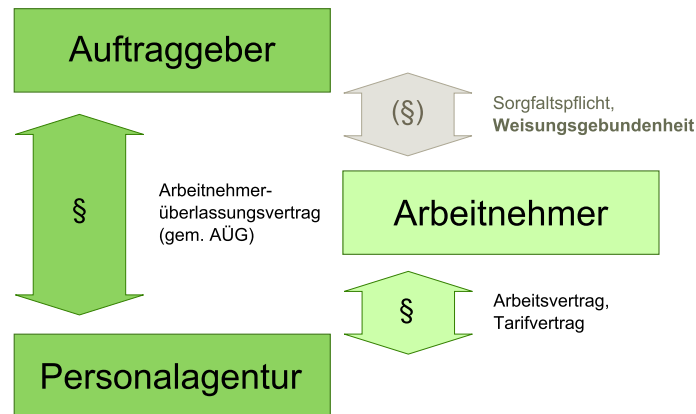 Auftraggeber
(§)
Sorgfaltspflicht,
Weisungsgebundenheit
§
Arbeitnehmer-
überlassungsvertrag
(gem. AÜG)
Arbeitnehmer
§
Arbeitsvertrag,
Tarifvertrag
Personalagentur